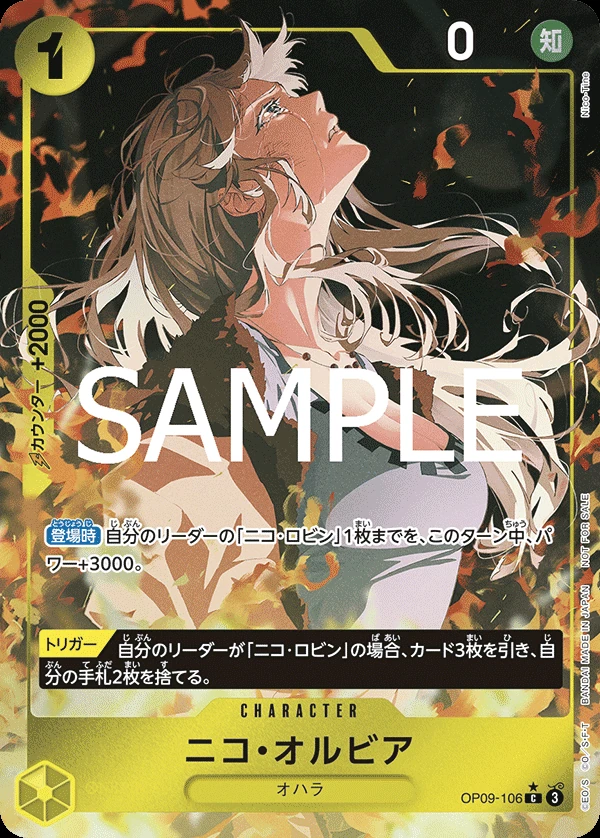 1
0
知
Nico-Time
カウンター +2000
SAMPLE
登場時 自分のリーダーの「ニコ・ロビン」1枚までを、このターン中、パ
ワー+3000。
トリガー 自分のリーダーが「ニコ・ロビン」の場合、カード3枚を引き、自
分の手札2枚を捨てる。
CHARACTER
ニコ・オルビア
オハラ
OP09-106 C 3
©E.O/S ©O/S・F・T BANDAI MADE IN JAPAN NOT FOR SALE